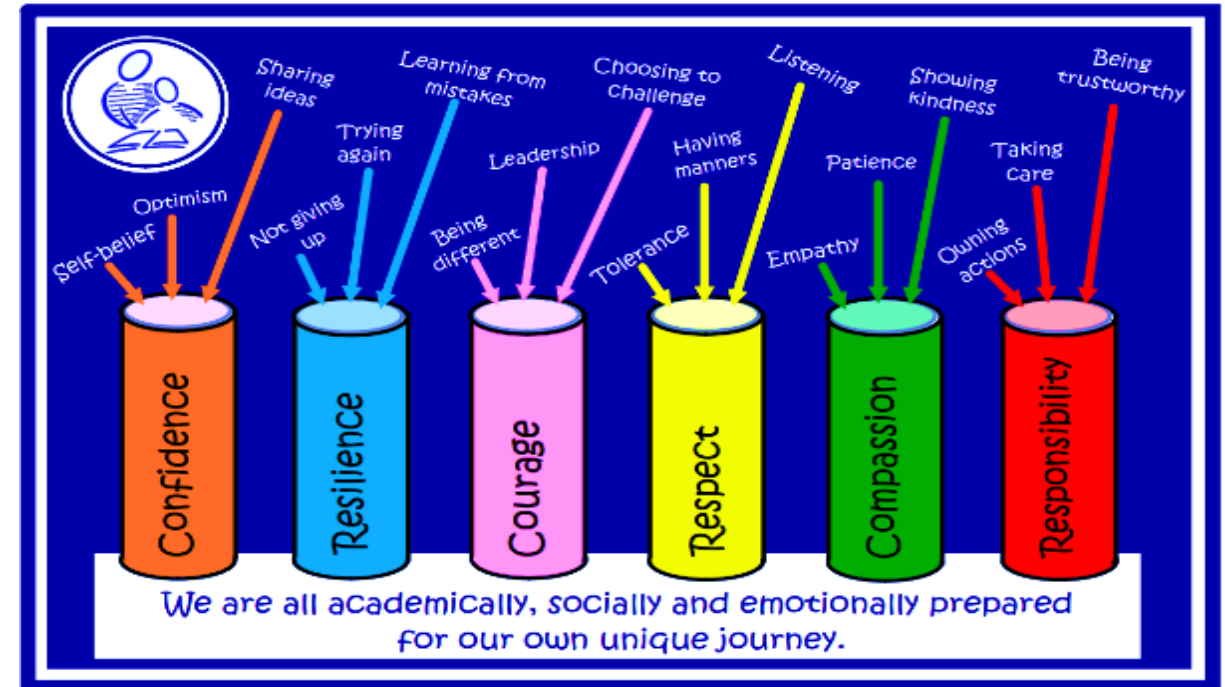 Self-belief
Optimism
Sharing
ideas
Not giving
up
Trying
again
Learning from
mistakes
Being
different
Leadership
Choosing to
challenge
Tolerance
Having
manners
Listening
Empathy
Patience
Showing
kindness
Owning
actions
Taking
care
Being
trustworthy
Confidence
Resilience
Courage
Respect
Compassion
Responsibility
We are all academically, socially and emotionally prepared
for our own unique journey.